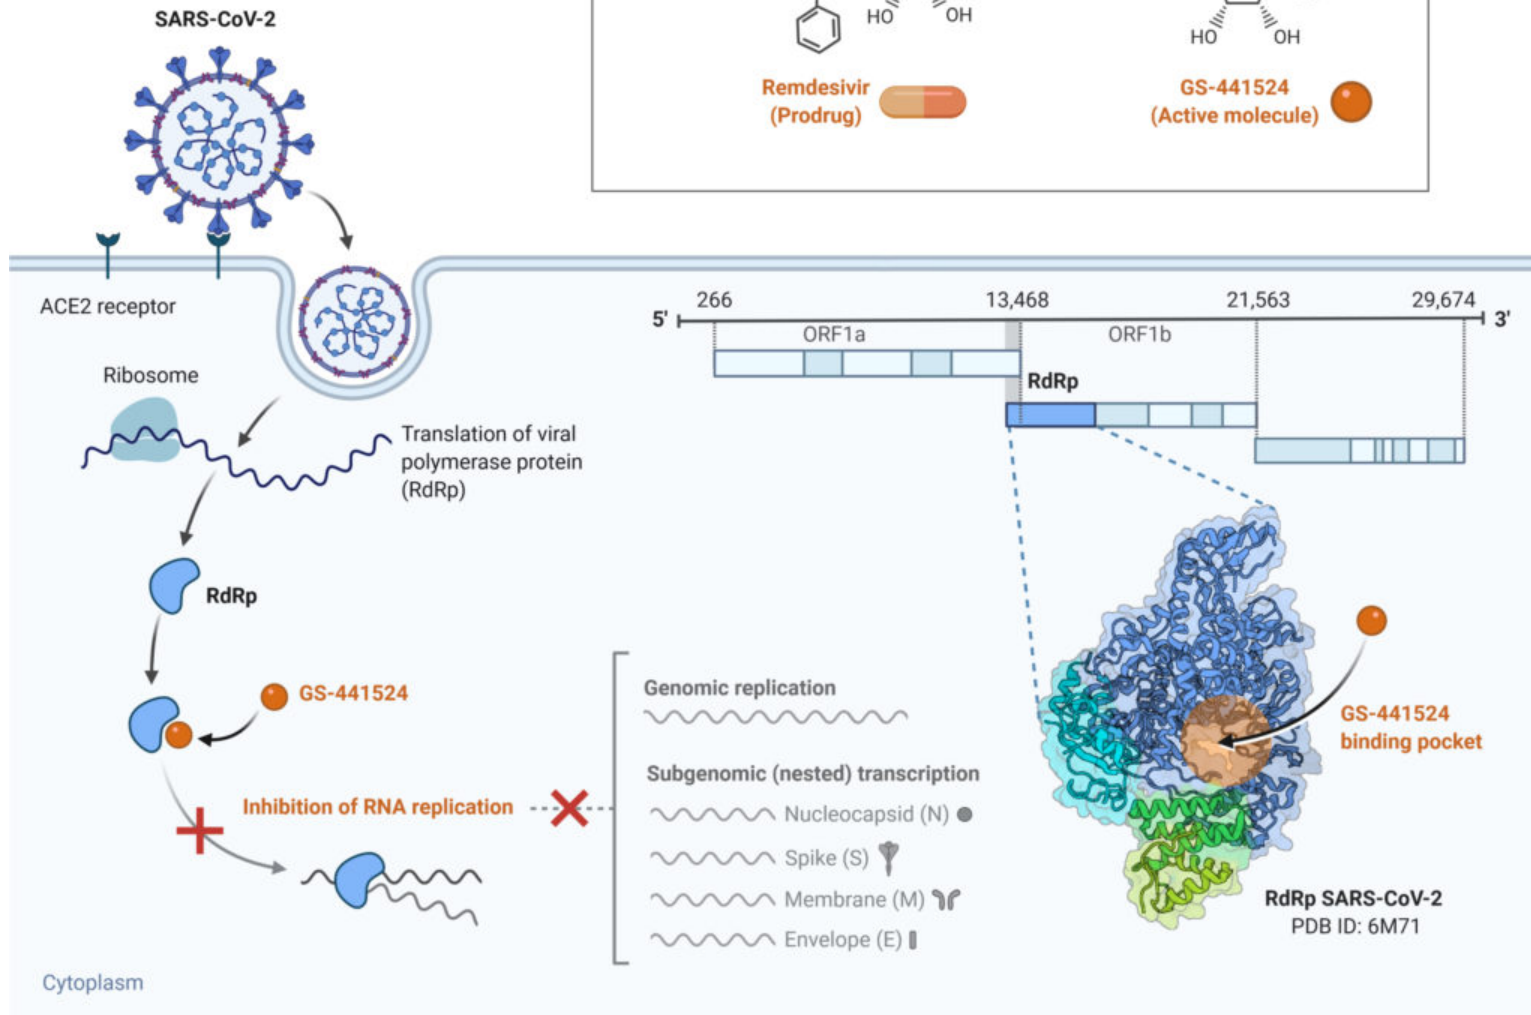 SARS-CoV-2
HO
OH
HO
OH
Remdesivir
(Prodrug)
GS-441524
(Active molecule)
ACE2 receptor
Ribosome
Translation of viral
polymerase protein
(RdRp)
RdRp
GS-441524
Inhibition of RNA replication
Cytoplasm
266
13,468
21,563
29,674
5'
3'
ORF1a
ORF1b
RdRp
Genomic replication
Subgenomic (nested) transcription
Nucleocapsid (N)
Spike (S)
Membrane (M)
Envelope (E)
GS-441524
binding pocket
RdRp SARS-CoV-2
PDB ID: 6M71